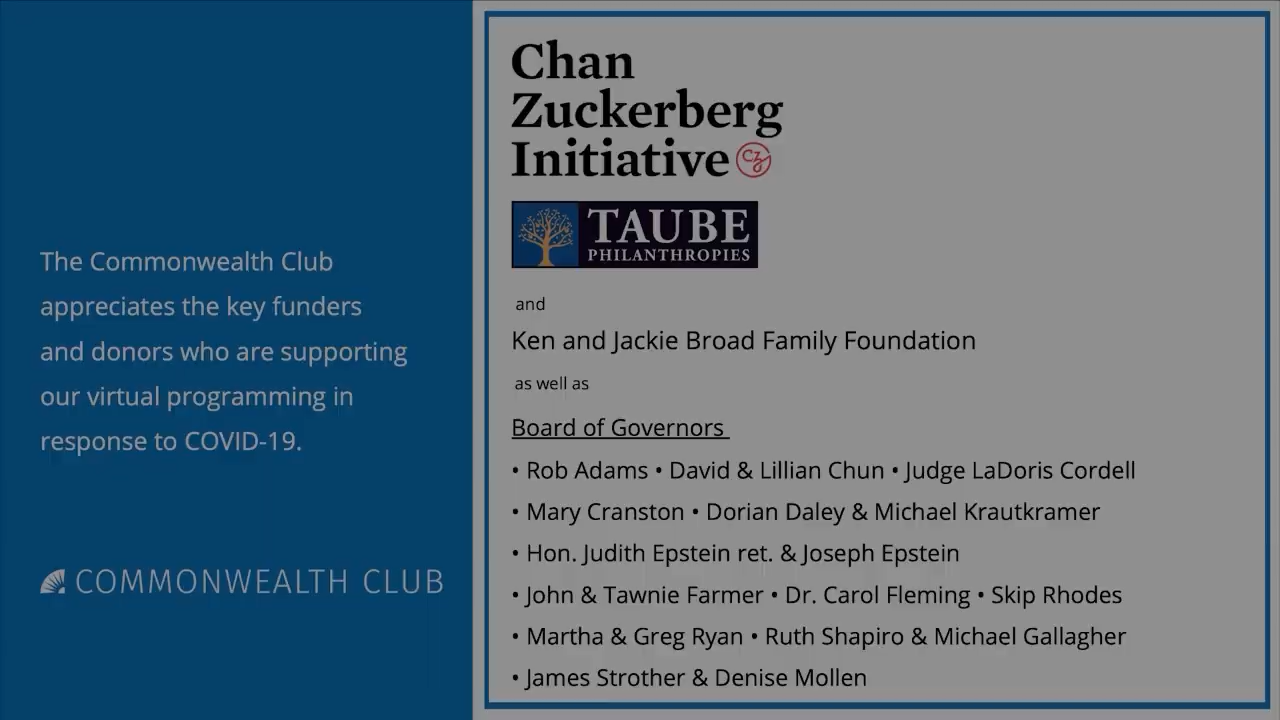 The Commonwealth Club
appreciates the key funders
and donors who are supporting
our virtual programming in
response to COVID-19.
COMMONWEALTH CLUB
Chan
Zuckerberg
Initiative CZ
TAUBE
PHILANTHROPIES
and
Ken and Jackie Broad Family Foundation
as well as
Board of Governors
• Rob Adams • David & Lillian Chun • Judge LaDoris Cordell
• Mary Cranston • Dorian Daley & Michael Krautkramer
• Hon. Judith Epstein ret. & Joseph Epstein
• John & Tawnie Farmer • Dr. Carol Fleming • Skip Rhodes
• Martha & Greg Ryan • Ruth Shapiro & Michael Gallagher
• James Strother & Denise Mollen